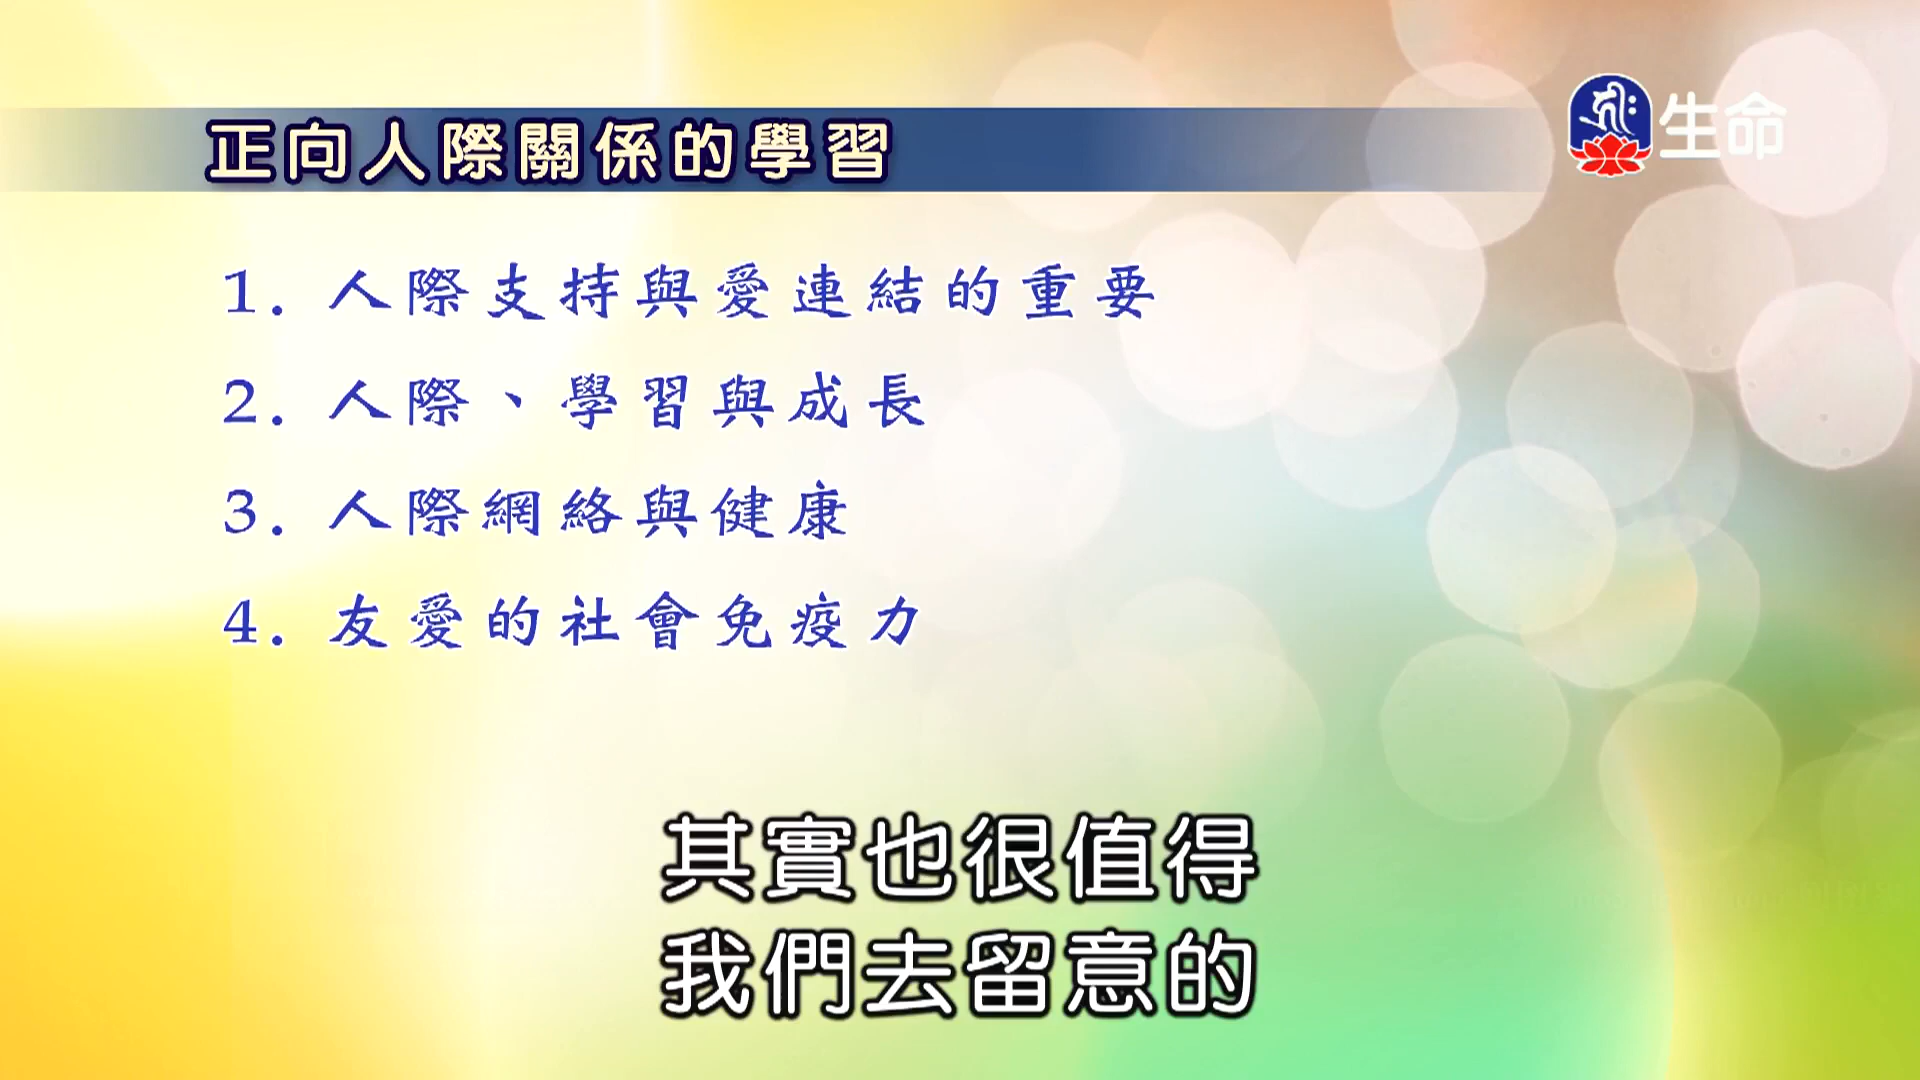 正向人際關係的學習
生命
1. 人際支持與愛連結的重要
2. 人際、學習與成長
3. 人際網絡與健康
4. 友愛的社會免疫力
其實也很值得
我們去留意的